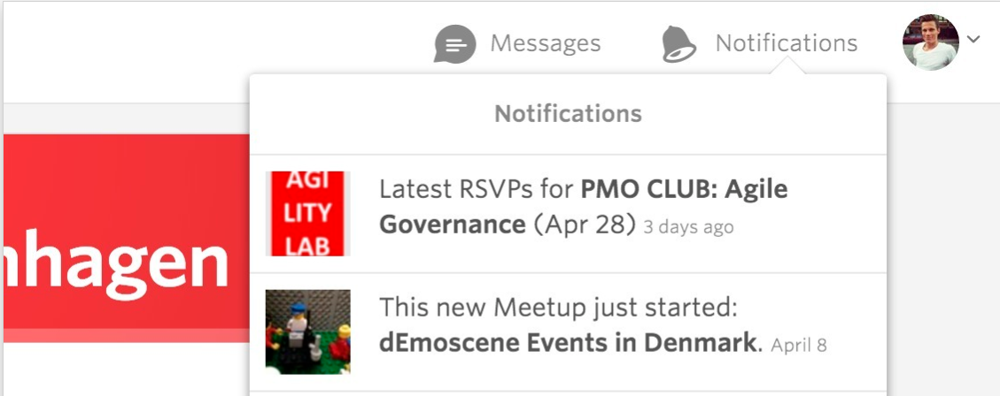 Messages
Notifications
Notifications
AGI
LITY
LAB
Latest RSVPs for PMO CLUB: Agile
Governance (Apr 28) 3 days ago
nhagen
This new Meetup just started:
dEmoscene Events in Denmark. April 8